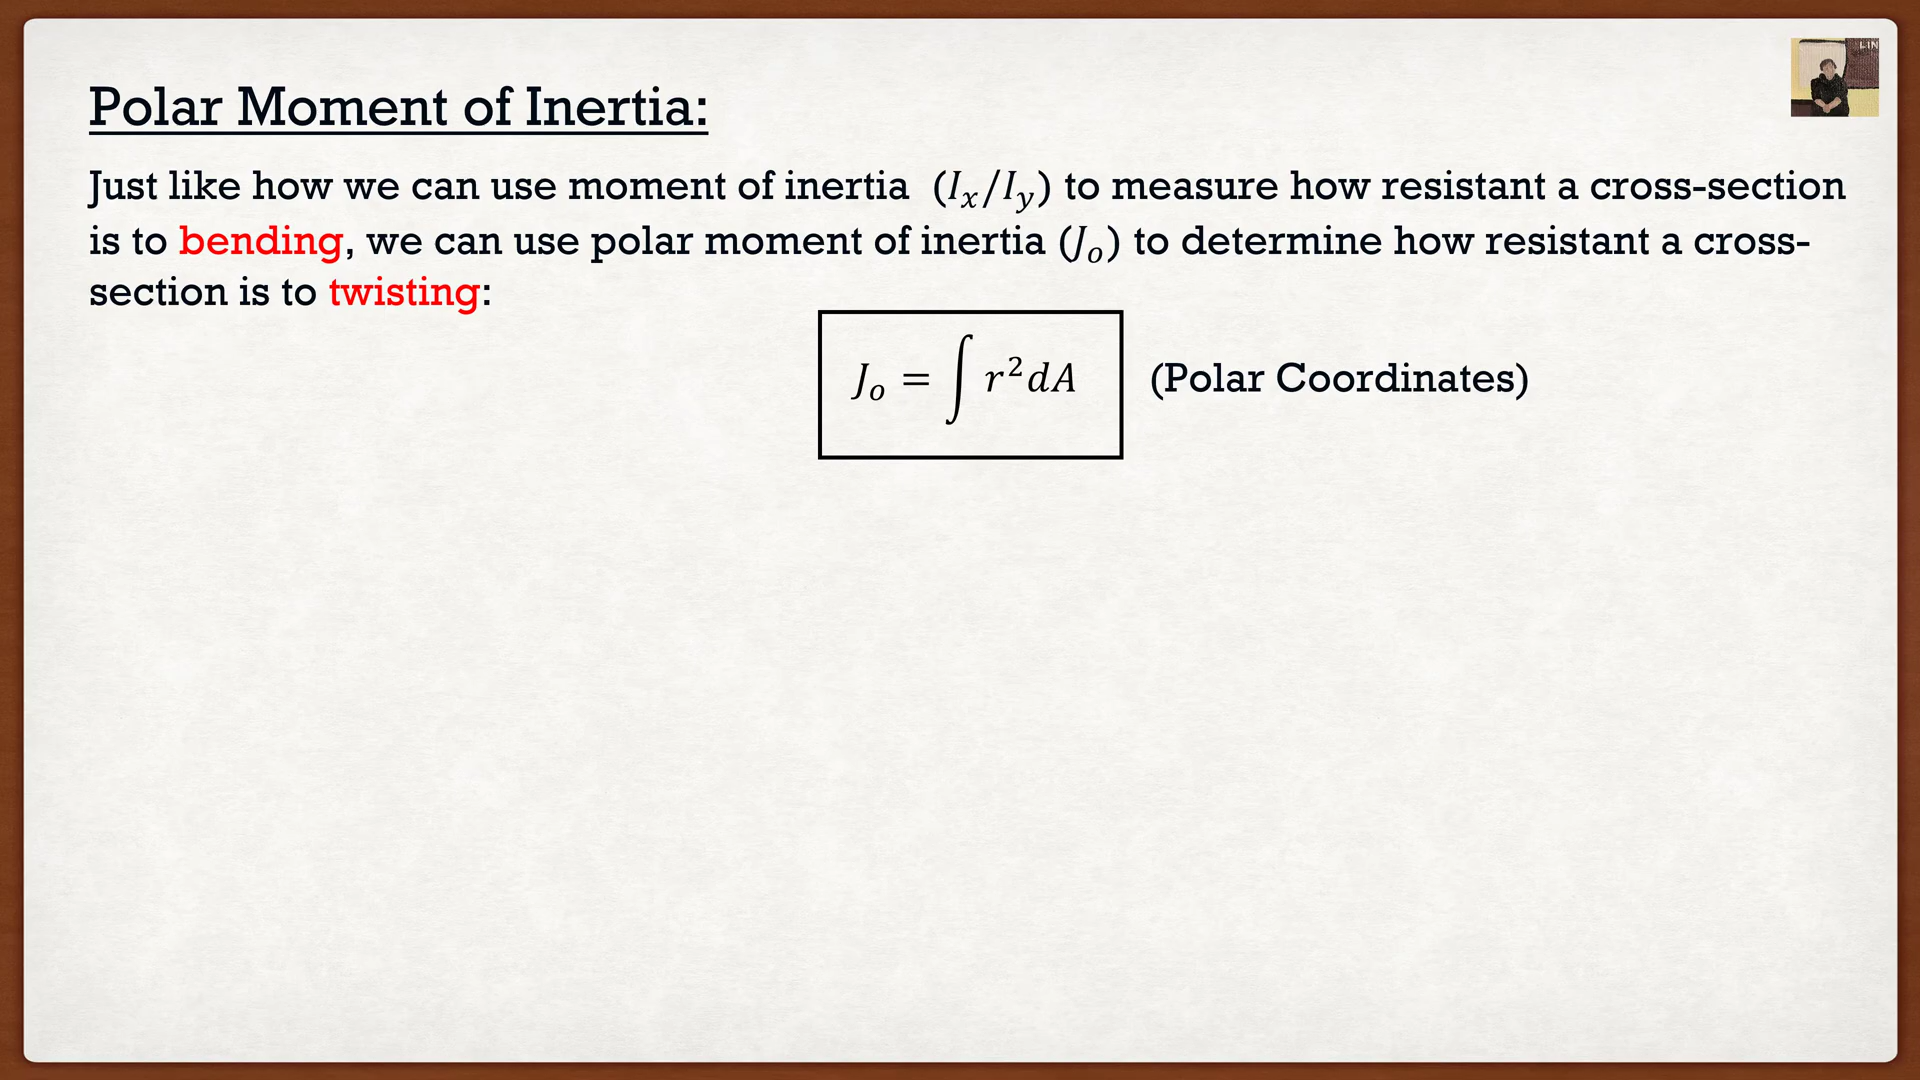 Polar Moment of Inertia:
Just like how we can use moment of inertia (𝐼ₓ/𝐼ᵧ) to measure how resistant a cross-section
is to bending, we can use polar moment of inertia (𝐽ₒ) to determine how resistant a cross-
section is to twisting:
𝐽ₒ = ∫ 𝑟²𝑑𝐴 (Polar Coordinates)
LIN